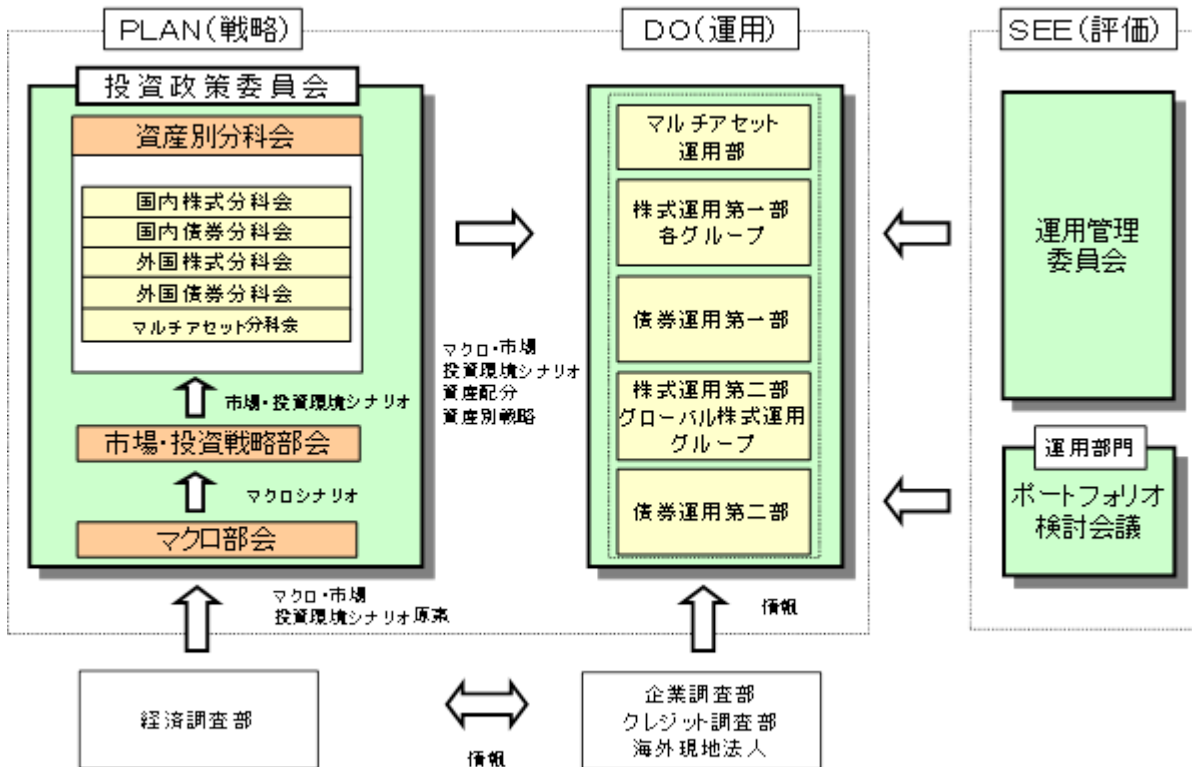 PLAN(戦略)
投資政策委員会
資産別分科会
国内株式分科会
国内債券分科会
外国株式分科会
外国債券分科会
マルチアセット分科会
市場・投資環境シナリオ
市場・投資戦略部会
マクロシナリオ
マクロ部会
マクロ・市場
投資環境シナリオ原案
経済調査部
マクロ・市場
投資環境シナリオ
資産配分
資産別戦略
情報
DO(運用)
マルチアセット
運用部
株式運用第一部
各グループ
債券運用第一部
株式運用第二部
グローバル株式運用
グループ
債券運用第二部
情報
企業調査部
クレジット調査部
海外現地法人
SEE(評価)
運用管理
委員会
運用部門
ポートフォリオ
検討会議